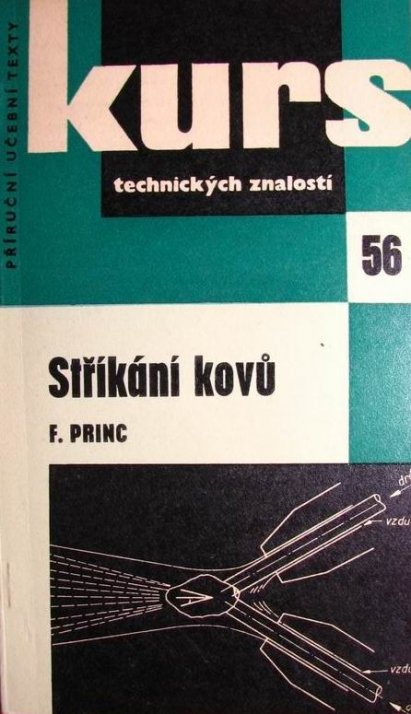 PŘÍRUČNÍ UČEBNÍ TEXTY
kurs
technických znalostí
56
Stříkání kovů
F. PRINC